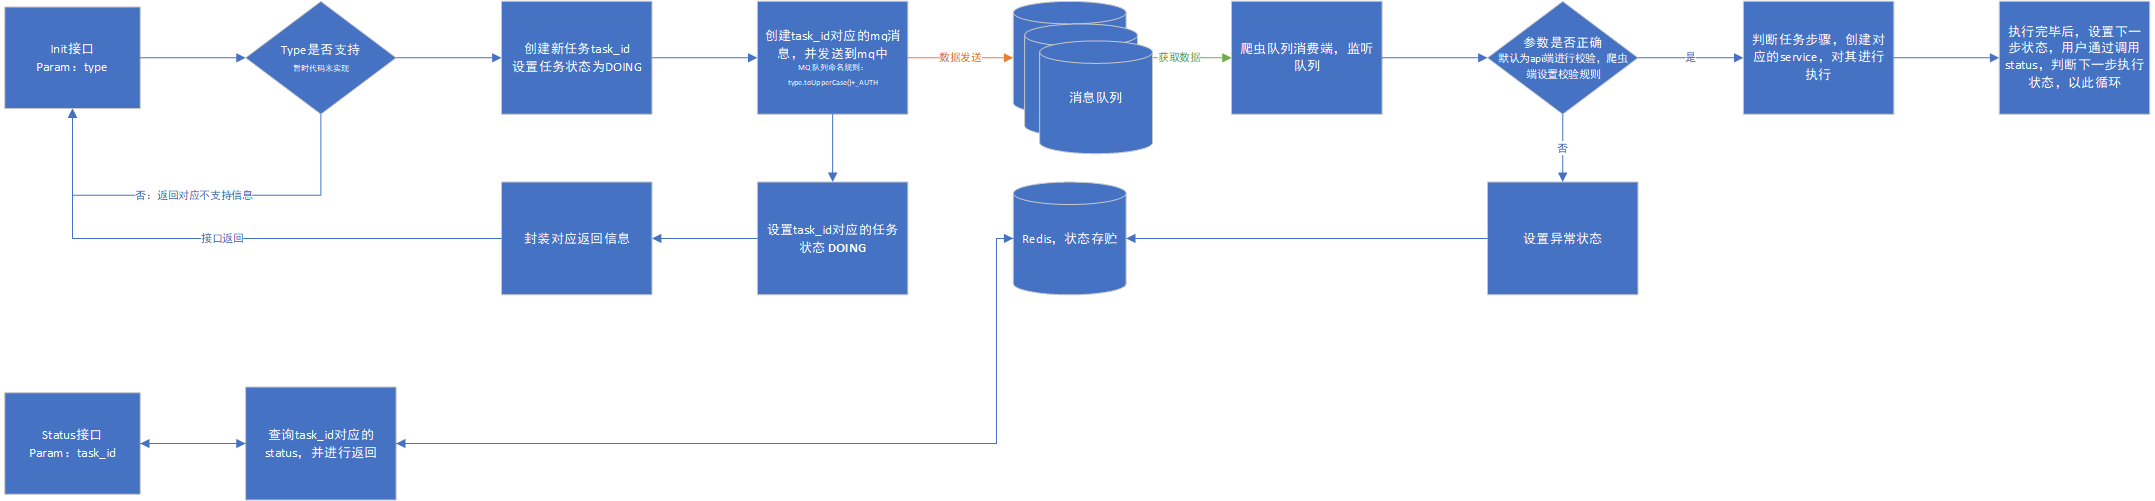 Init接口
Param：type
Type是否支持
暂时代码未实现
创建新任务task_id
设置任务状态为DOING
创建task_id对应的mq消
息，并发送到mq中
MQ队列命名规则：
type.toUpperCase()+_AUTH
数据发送
消息队列
获取数据
爬虫队列消费端，监听
队列
参数是否正确
默认为api端进行校验，爬虫
端设置校验规则
是
判断任务步骤，创建对
应的service，对其进行
执行
执行完毕后，设置下一
步状态，用户通过调用
status，判断下一步执行
状态，以此循环
否
否：返回对应不支持信息
接口返回
封装对应返回信息
设置task_id对应的任务
状态 DOING
Redis，状态存贮
设置异常状态
Status接口
Param：task_id
查询task_id对应的
status，并进行返回